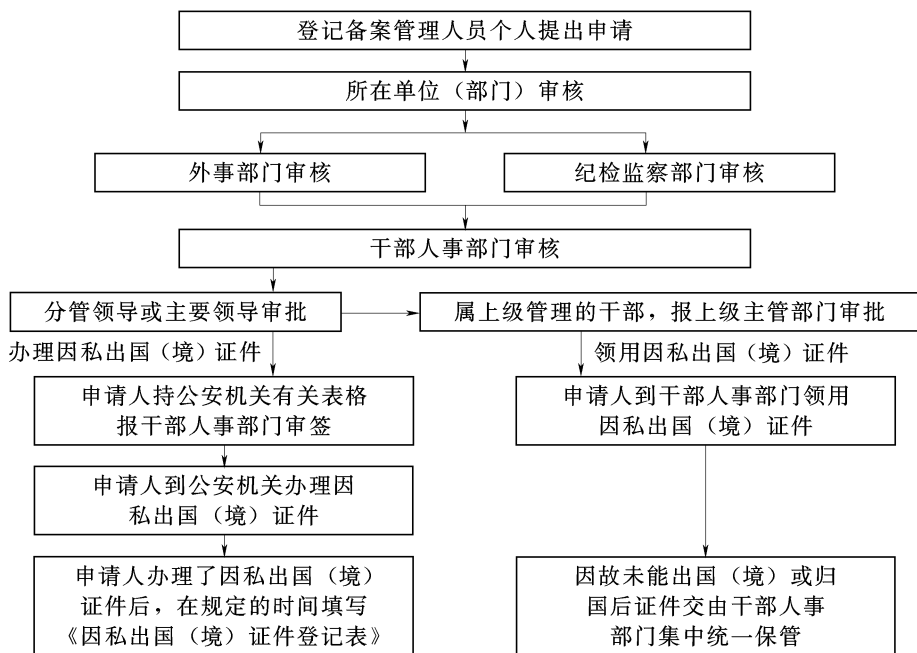 登记备案管理人员个人提出申请
所在单位（部门）审核
外事部门审核
纪检监察部门审核
干部人事部门审核
分管领导或主要领导审批
属上级管理的干部，报上级主管部门审批
办理因私出国（境）证件
领用因私出国（境）证件
申请人持公安机关有关表格
报干部人事部门审签
申请人到干部人事部门领用
因私出国（境）证件
申请人到公安机关办理因
私出国（境）证件
申请人办理了因私出国（境）
证件后，在规定的时间填写
《因私出国（境）证件登记表》
因故未能出国（境）或归
国后证件交由干部人事
部门集中统一保管